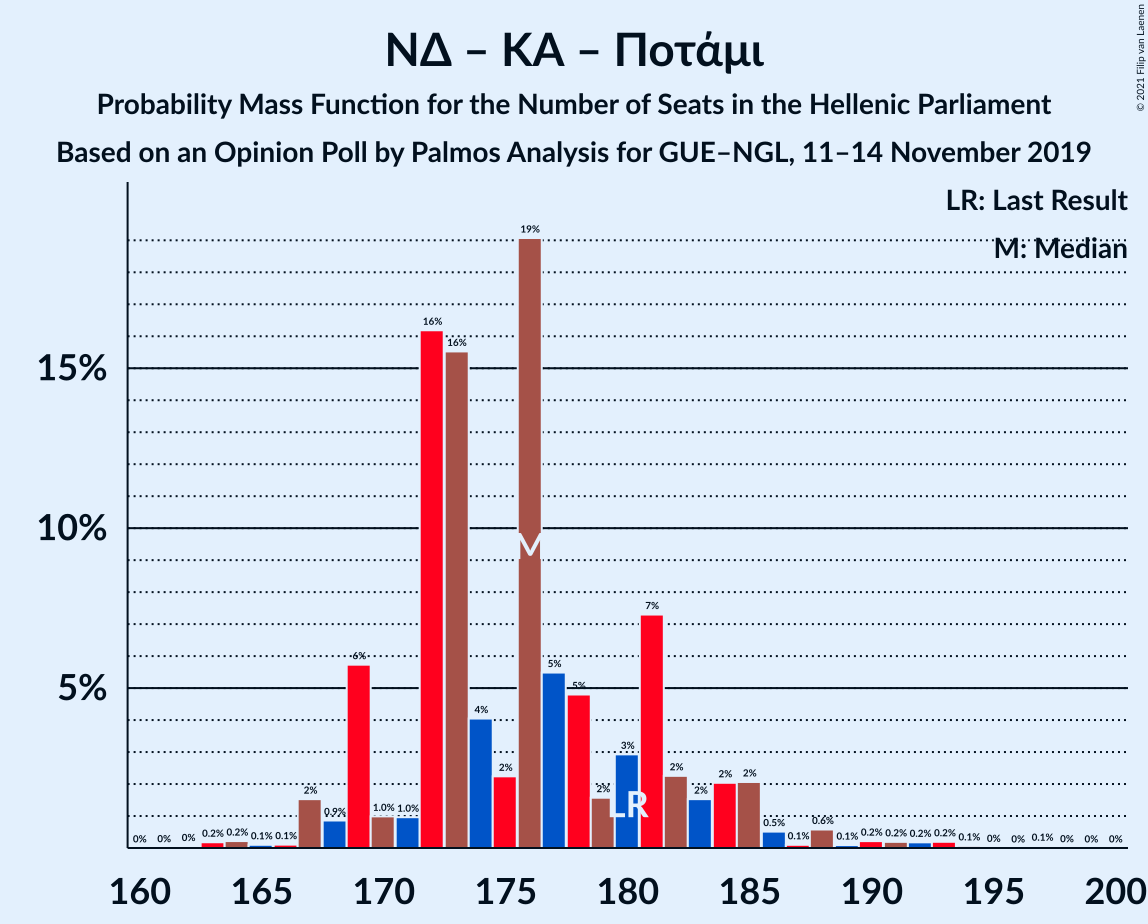 ΝΔ – ΚΑ – Ποτάμι
Probability Mass Function for the Number of Seats in the Hellenic Parliament
Based on an Opinion Poll by Palmos Analysis for GUE–NGL, 11–14 November 2019
© 2021 Filip van Laenen
LR: Last Result
M: Median
15%
10%
5%
0% 0% 0% 0.2% 0.2% 0.1% 0.1% 2% 0.9% 6% 1.0% 1.0% 16% 16% 4% 2% 19% 5% 5% 2% 3% 7% 2% 2% 2% 2% 0.5% 0.1% 0.6% 0.1% 0.2% 0.2% 0.2% 0.2% 0.1% 0% 0% 0.1% 0% 0% 0%
M
LR
160 165 170 175 180 185 190 195 200